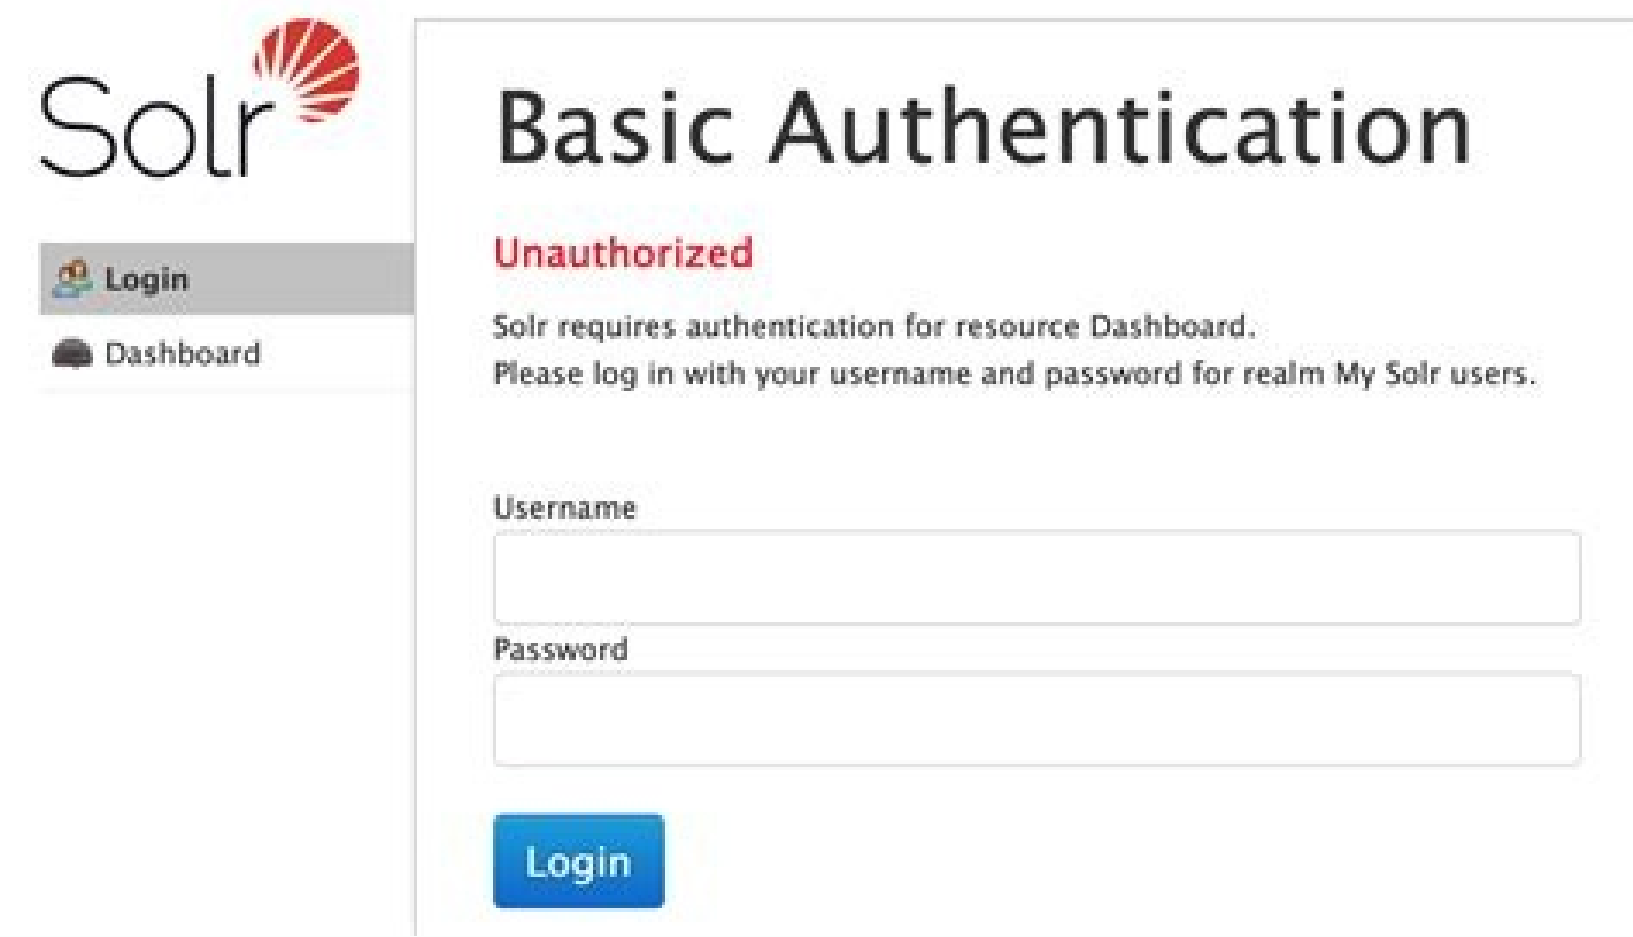 Solr
Login
Dashboard
Basic Authentication
Unauthorized
Solr requires authentication for resource Dashboard.
Please log in with your username and password for realm My Solr users.
Username
Password
Login